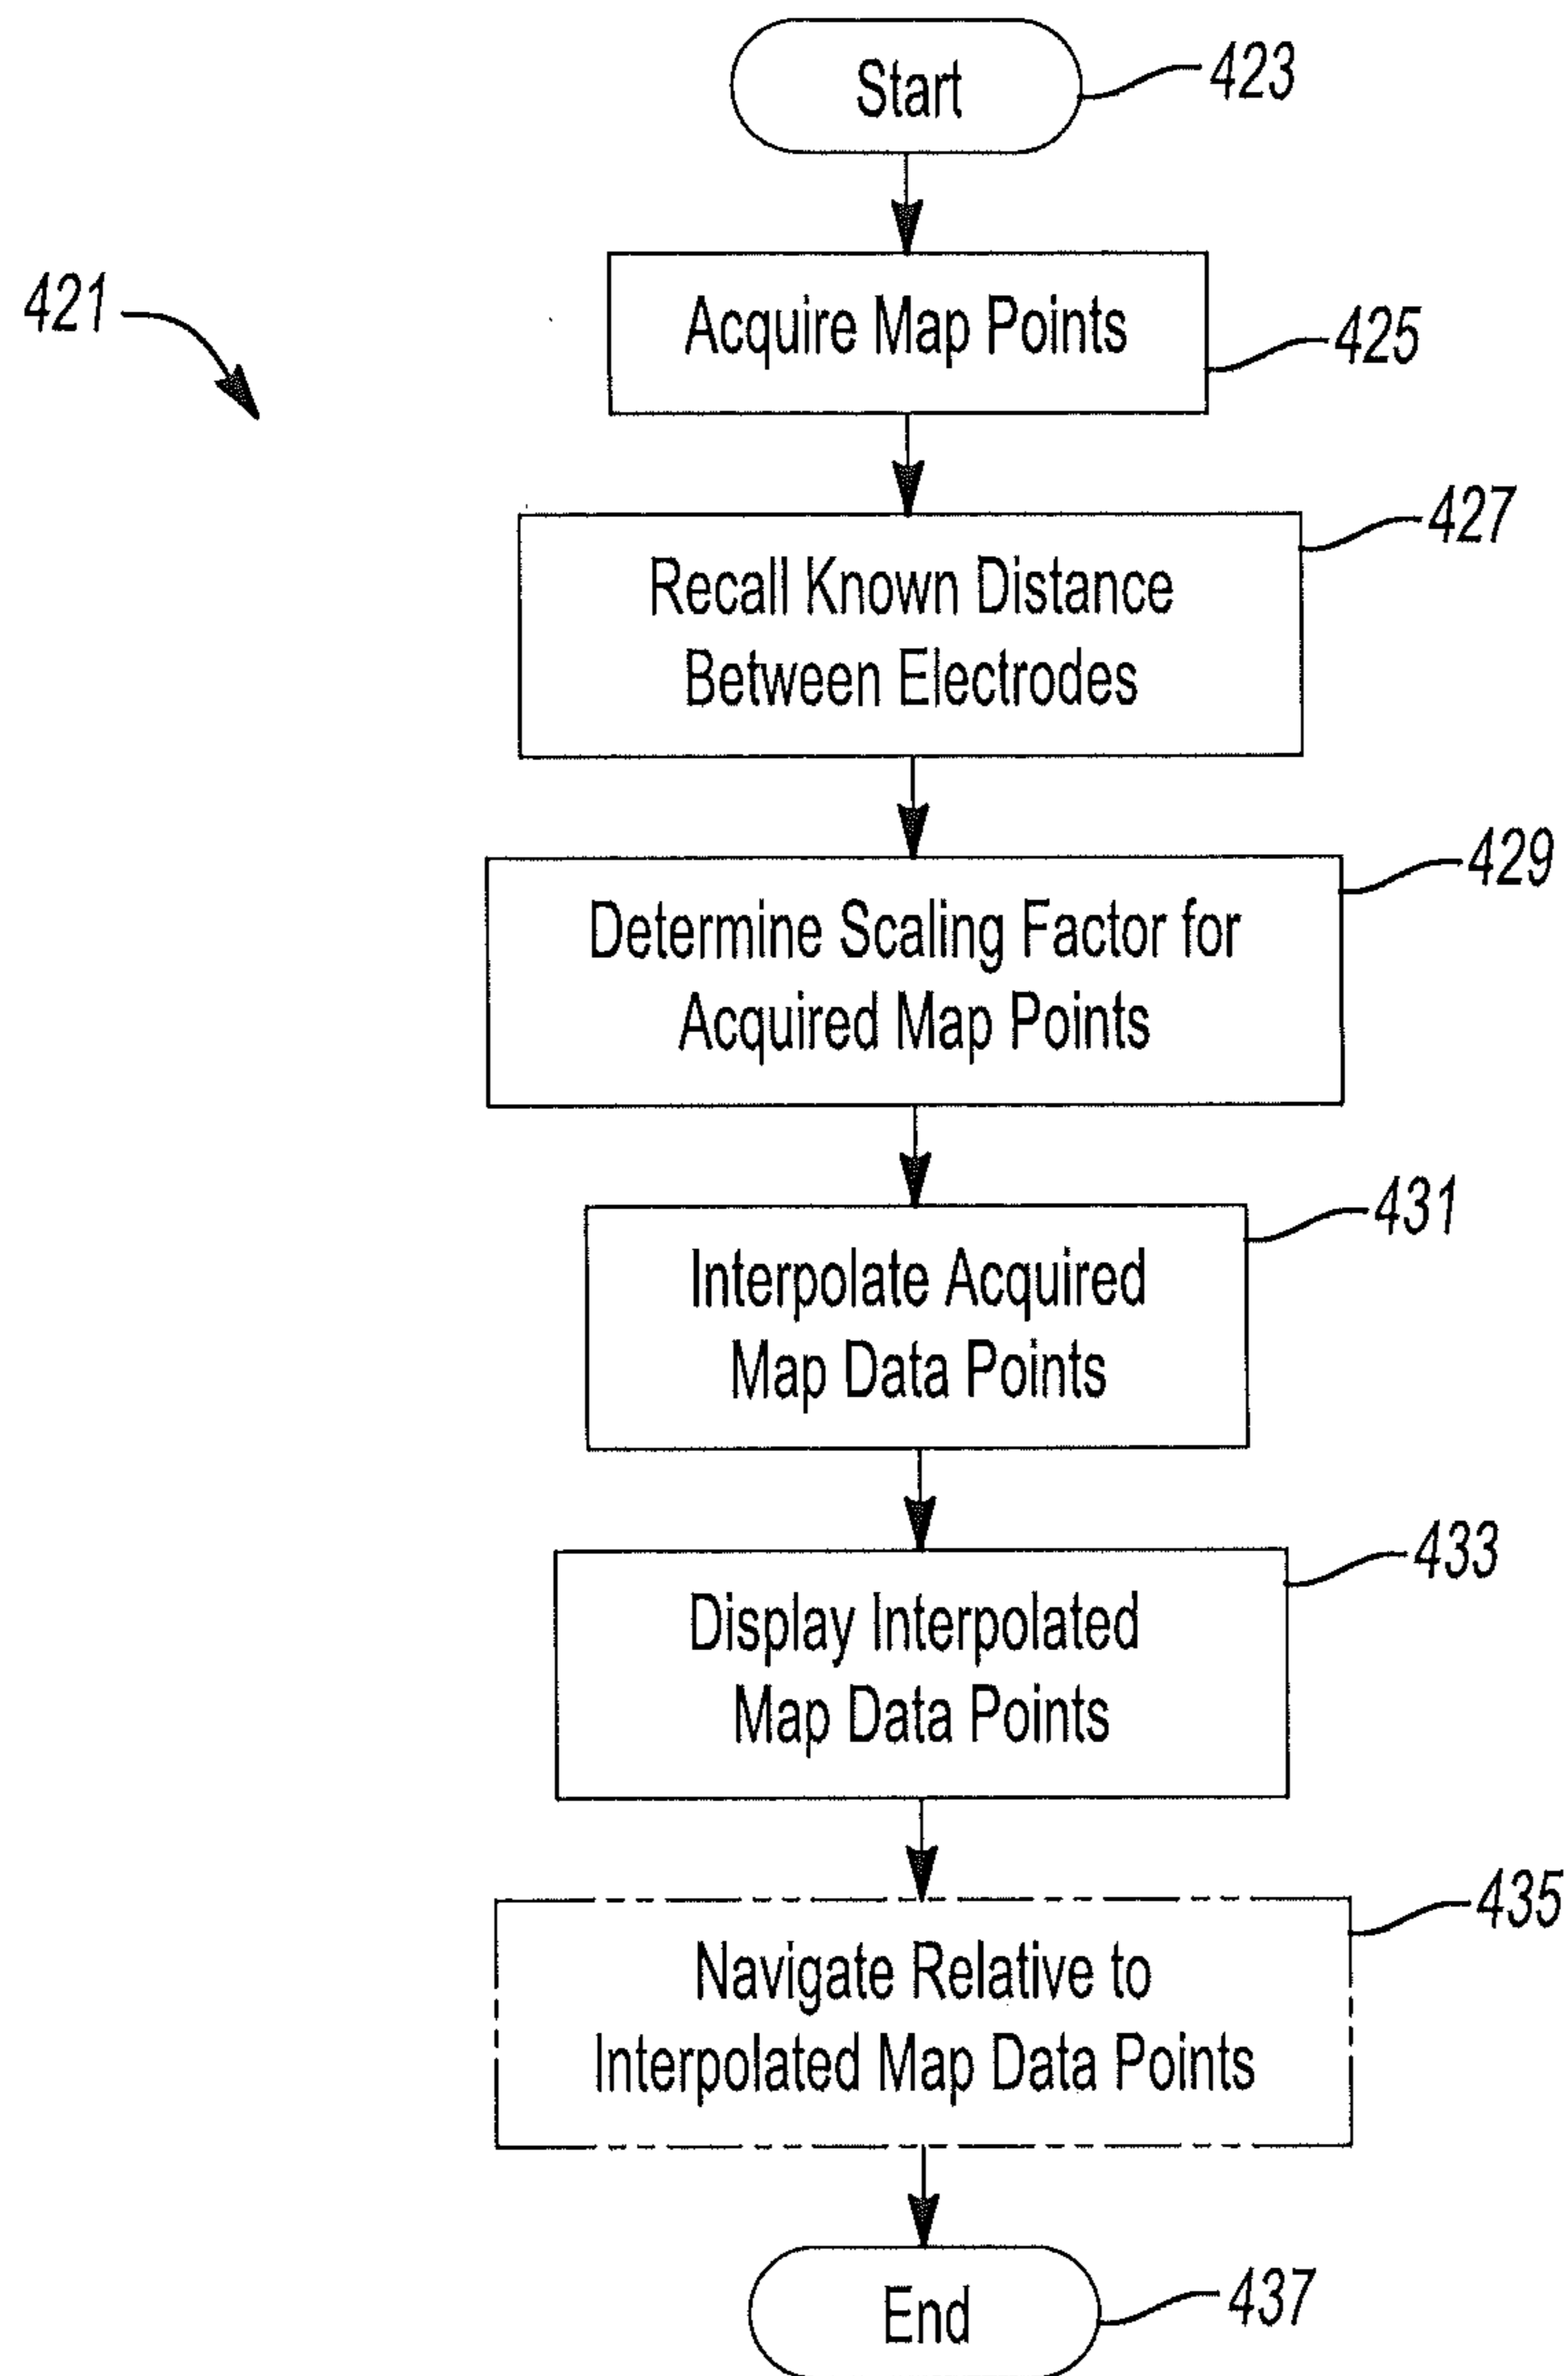 Start
423
421
Acquire Map Points
425
427
Recall Known Distance
Between Electrodes
429
Determine Scaling Factor for
Acquired Map Points
431
Interpolate Acquired
Map Data Points
433
Display Interpolated
Map Data Points
435
Navigate Relative to
Interpolated Map Data Points
End
437